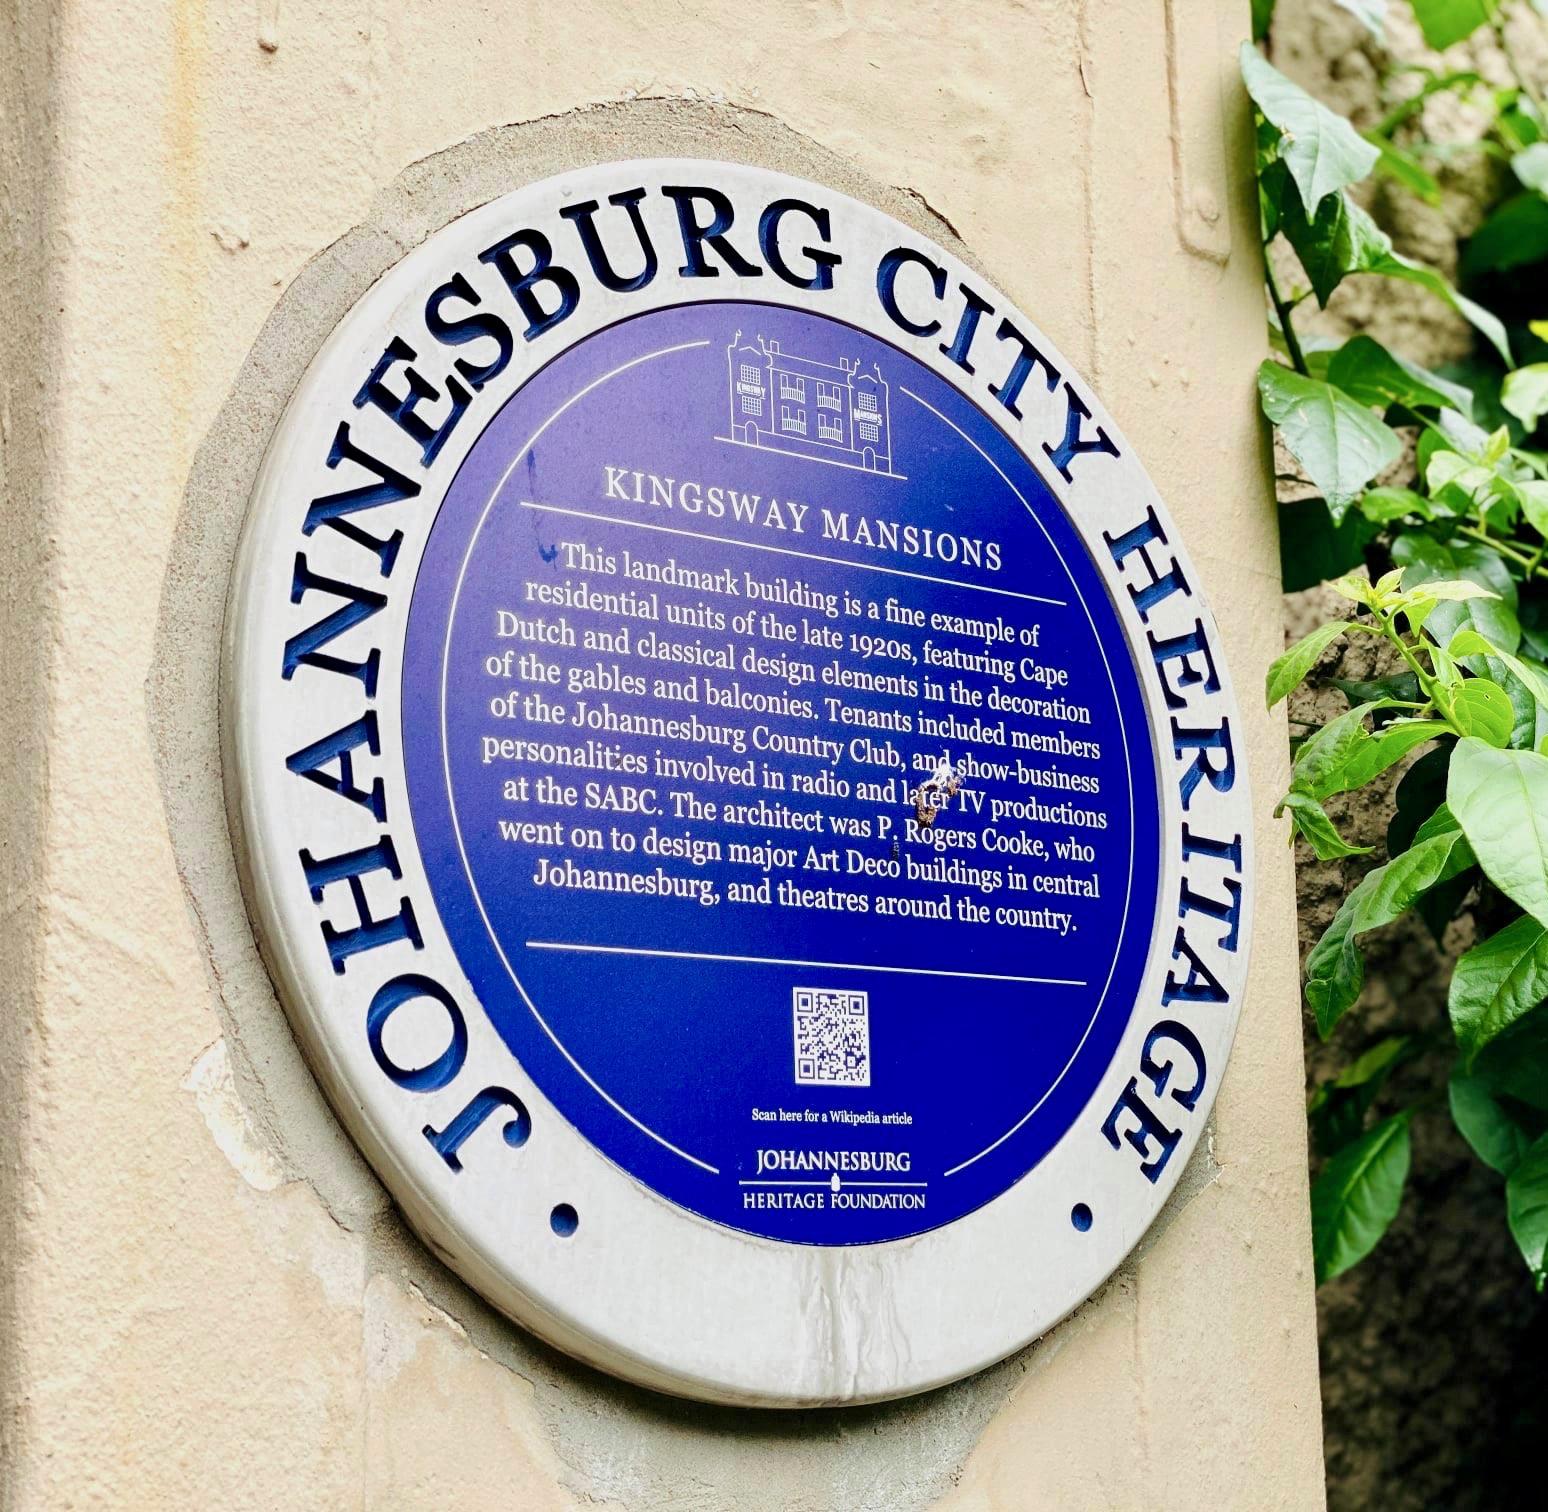 JOHANNESBURG CITY HERITAGE
KINGSWAY
MANSIONS
KINGSWAY MANSIONS
This landmark building is a fine example of
residential units of the late 1920s, featuring Cape
Dutch and classical design elements in the decoration
of the gables and balconies. Tenants included members
of the Johannesburg Country Club, and show-business
personalities involved in radio and later TV productions
at the SABC. The architect was P. Rogers Cooke, who
went on to design major Art Deco buildings in central
Johannesburg, and theatres around the country.
Scan here for a Wikipedia article
JOHANNESBURG
HERITAGE FOUNDATION